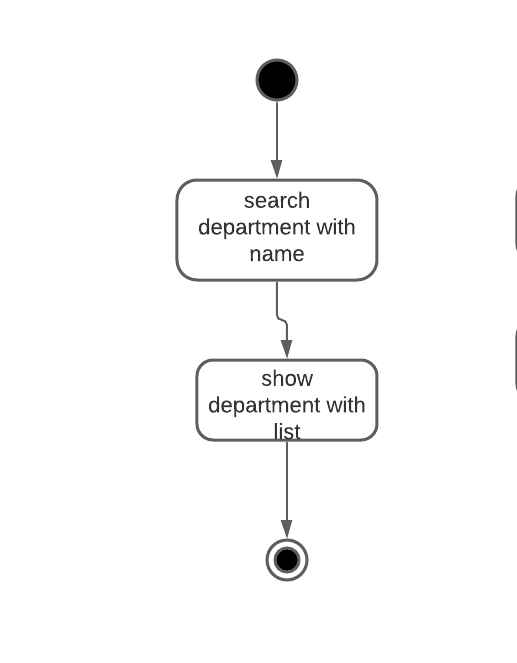 search
department with
name
show
department with
list